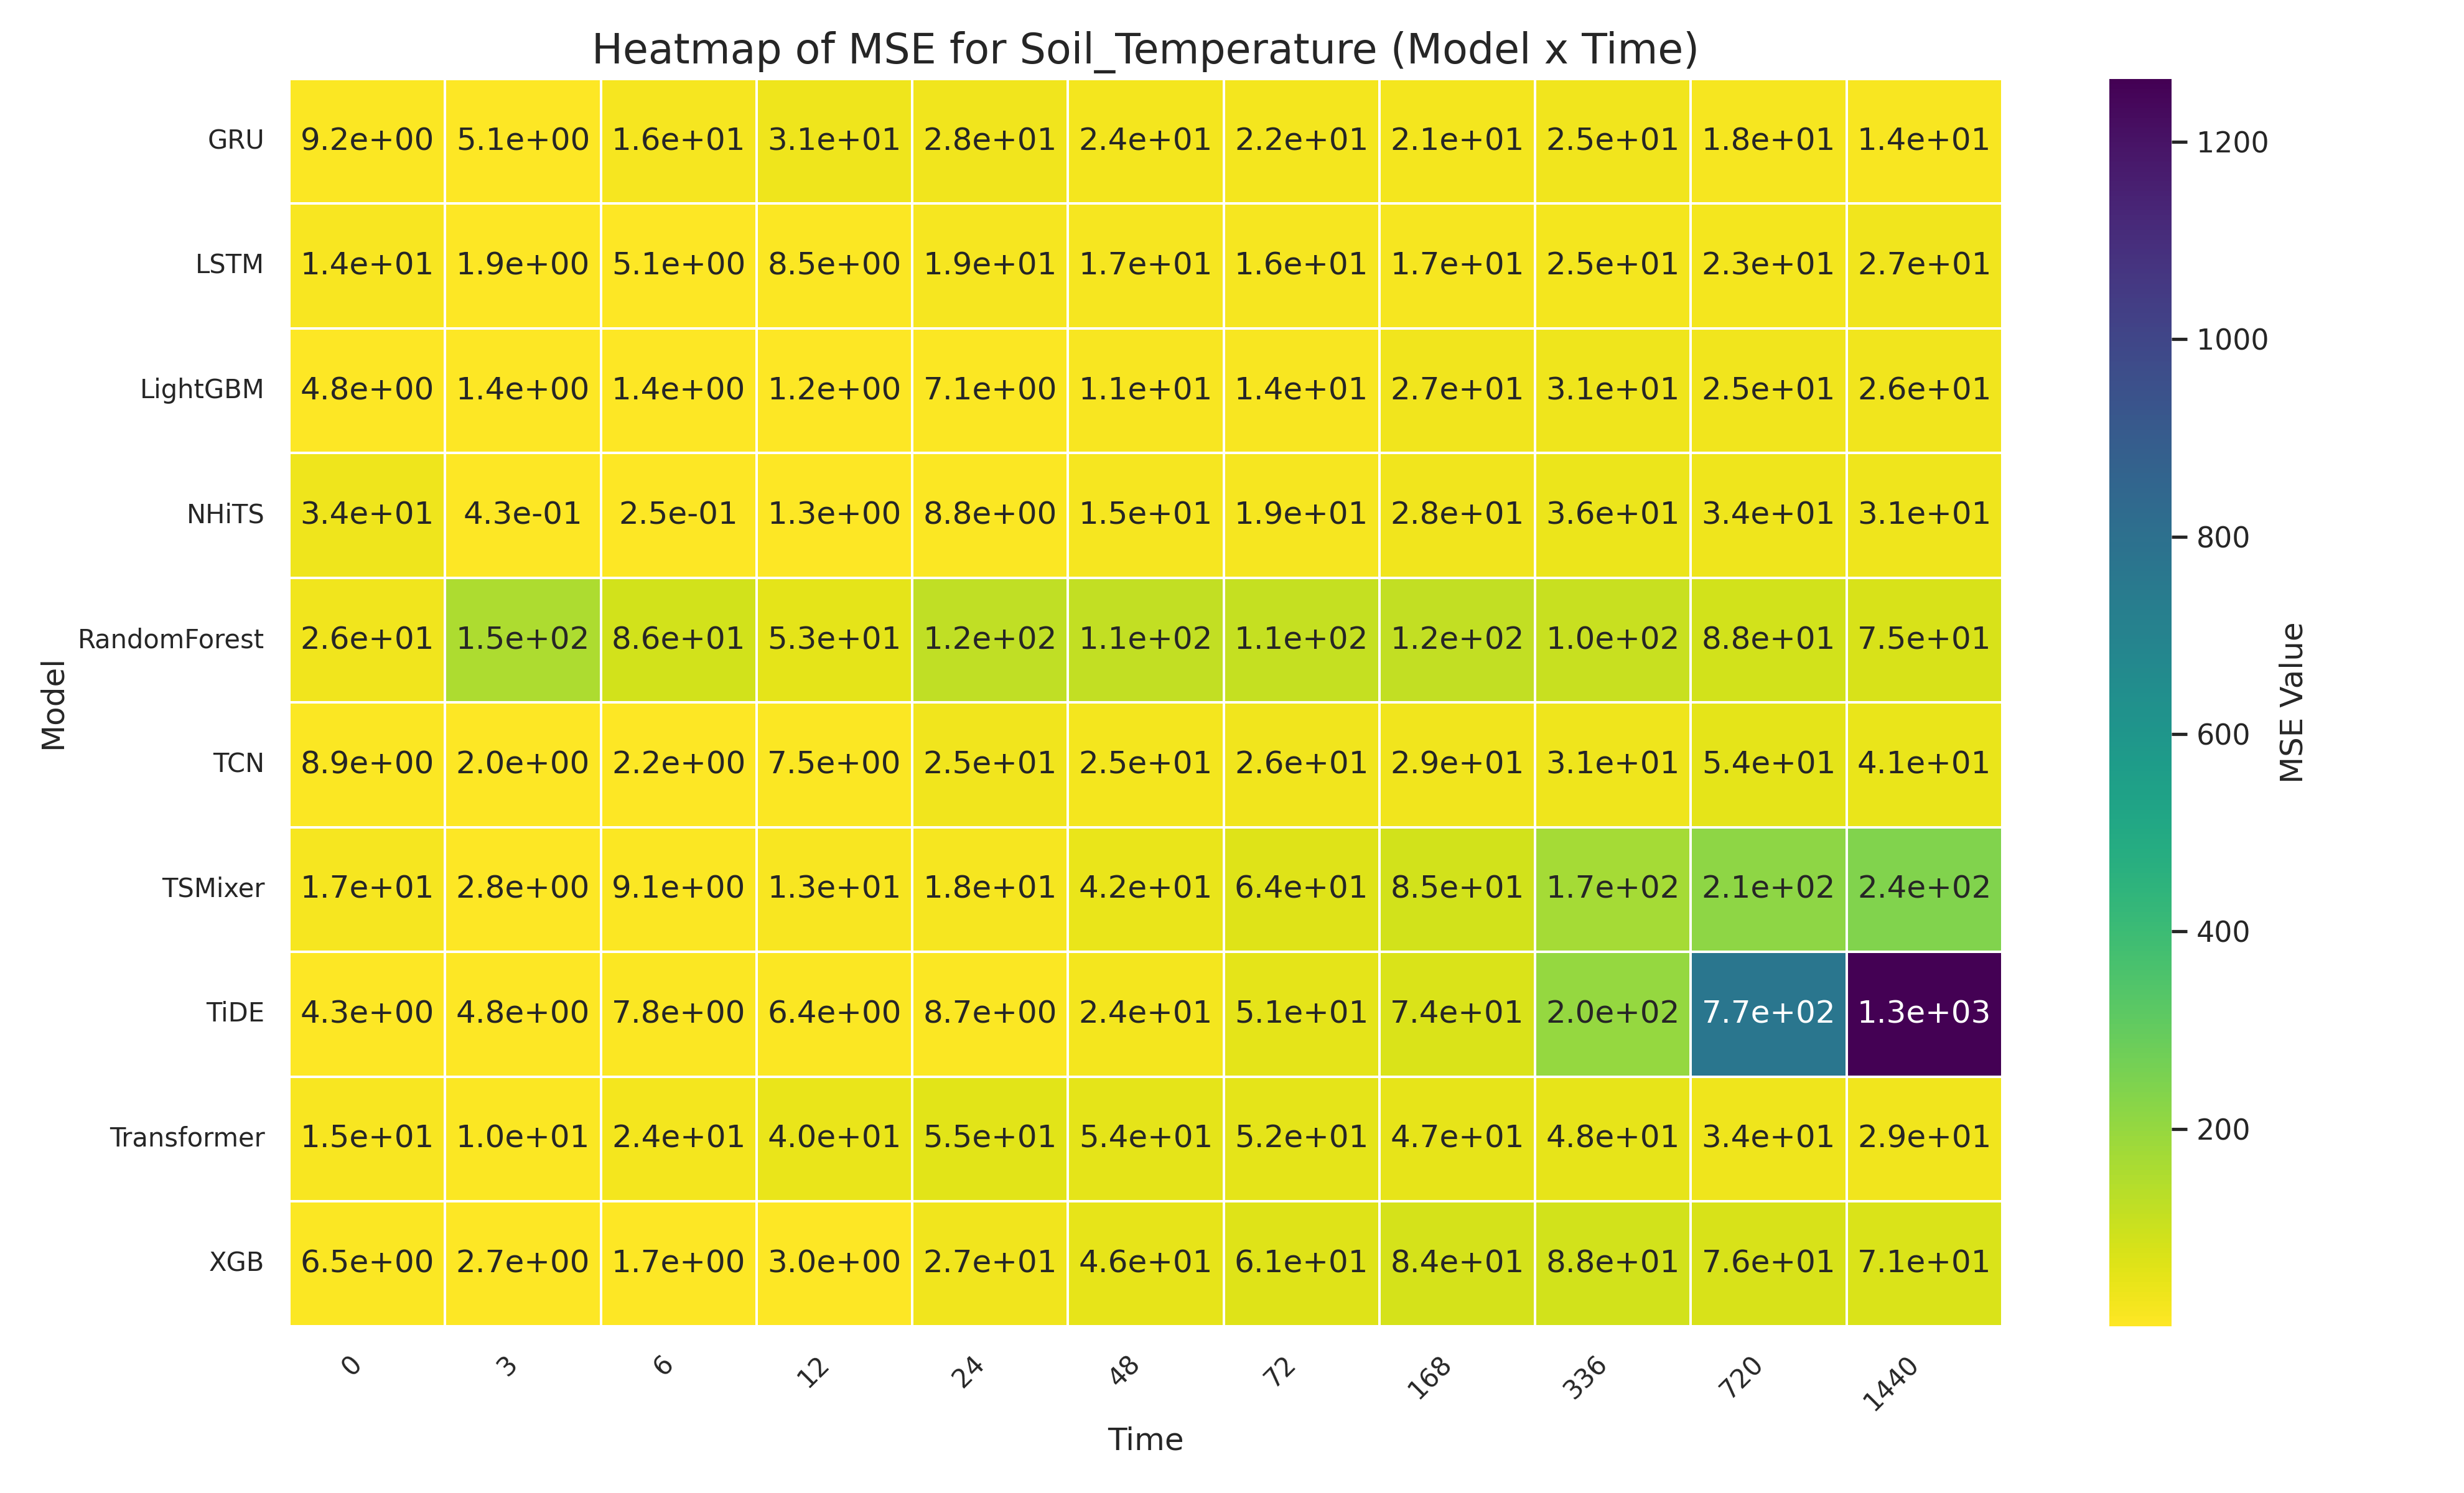 Heatmap of MSE for Soil_Temperature (Model x Time)
GRU 9.2e+00 5.1e+00 1.6e+01 3.1e+01 2.8e+01 2.4e+01 2.2e+01 2.1e+01 2.5e+01 1.8e+01 1.4e+01
LSTM 1.4e+01 1.9e+00 5.1e+00 8.5e+00 1.9e+01 1.7e+01 1.6e+01 1.7e+01 2.5e+01 2.3e+01 2.7e+01
LightGBM 4.8e+00 1.4e+00 1.4e+00 1.2e+00 7.1e+00 1.1e+01 1.4e+01 2.7e+01 3.1e+01 2.5e+01 2.6e+01
NHiTS 3.4e+01 4.3e-01 2.5e-01 1.3e+00 8.8e+00 1.5e+01 1.9e+01 2.8e+01 3.6e+01 3.4e+01 3.1e+01
RandomForest 2.6e+01 1.5e+02 8.6e+01 5.3e+01 1.2e+02 1.1e+02 1.1e+02 1.2e+02 1.0e+02 8.8e+01 7.5e+01
TCN 8.9e+00 2.0e+00 2.2e+00 7.5e+00 2.5e+01 2.5e+01 2.6e+01 2.9e+01 3.1e+01 5.4e+01 4.1e+01
TSMixer 1.7e+01 2.8e+00 9.1e+00 1.3e+01 1.8e+01 4.2e+01 6.4e+01 8.5e+01 1.7e+02 2.1e+02 2.4e+02
TiDE 4.3e+00 4.8e+00 7.8e+00 6.4e+00 8.7e+00 2.4e+01 5.1e+01 7.4e+01 2.0e+02 7.7e+02 1.3e+03
Transformer 1.5e+01 1.0e+01 2.4e+01 4.0e+01 5.5e+01 5.4e+01 5.2e+01 4.7e+01 4.8e+01 3.4e+01 2.9e+01
XGB 6.5e+00 2.7e+00 1.7e+00 3.0e+00 2.7e+01 4.6e+01 6.1e+01 8.4e+01 8.8e+01 7.6e+01 7.1e+01
0 3 6 12 24 48 72 168 336 720 1440
Time
Model
1200
1000
800
600
400
200
MSE Value